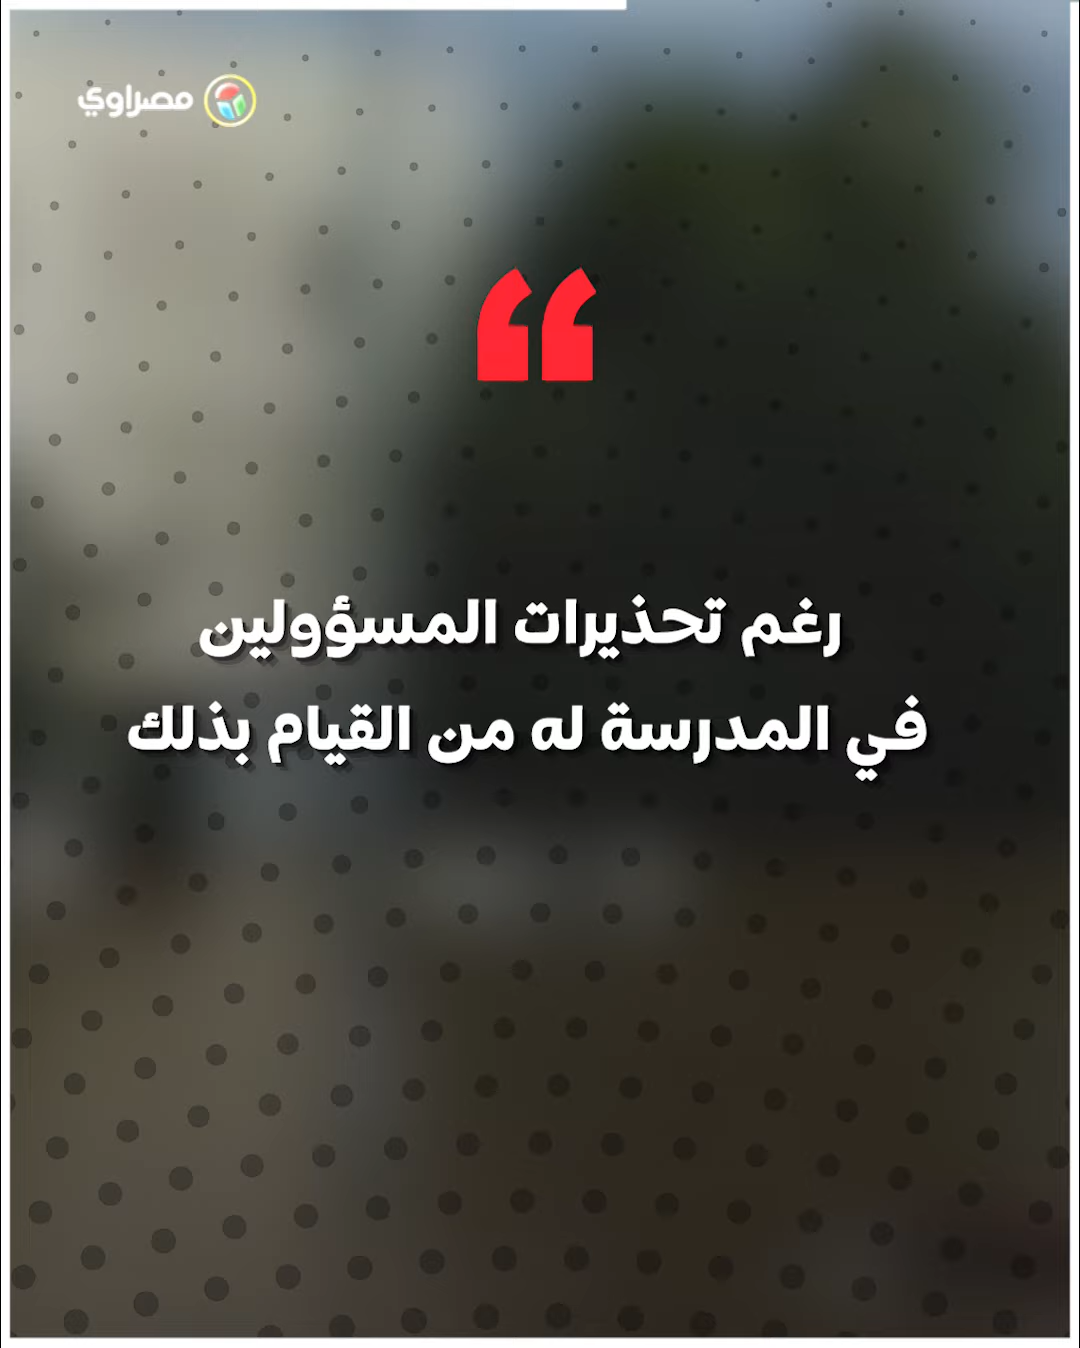 مصراوي
رغم تحذيرات المسؤولين
في المدرسة له من القيام بذلك